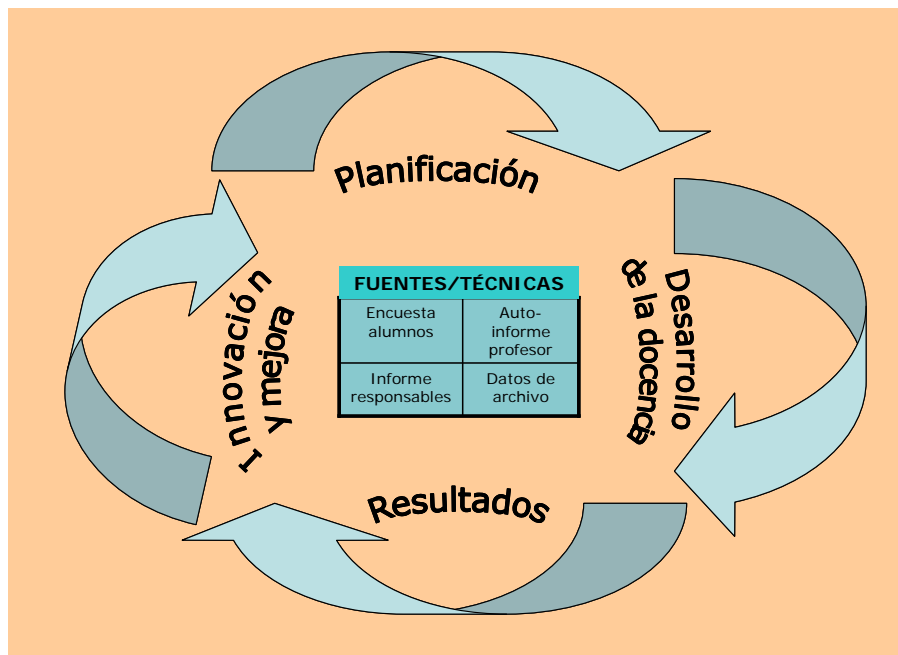 Planificación
Desarrollo
de la docencia
Resultados
Innovación
y mejora
FUENTES/TÉCNICAS
Encuesta
alumnos
Auto-
informe
profesor
Informe
responsables
Datos de
archivo